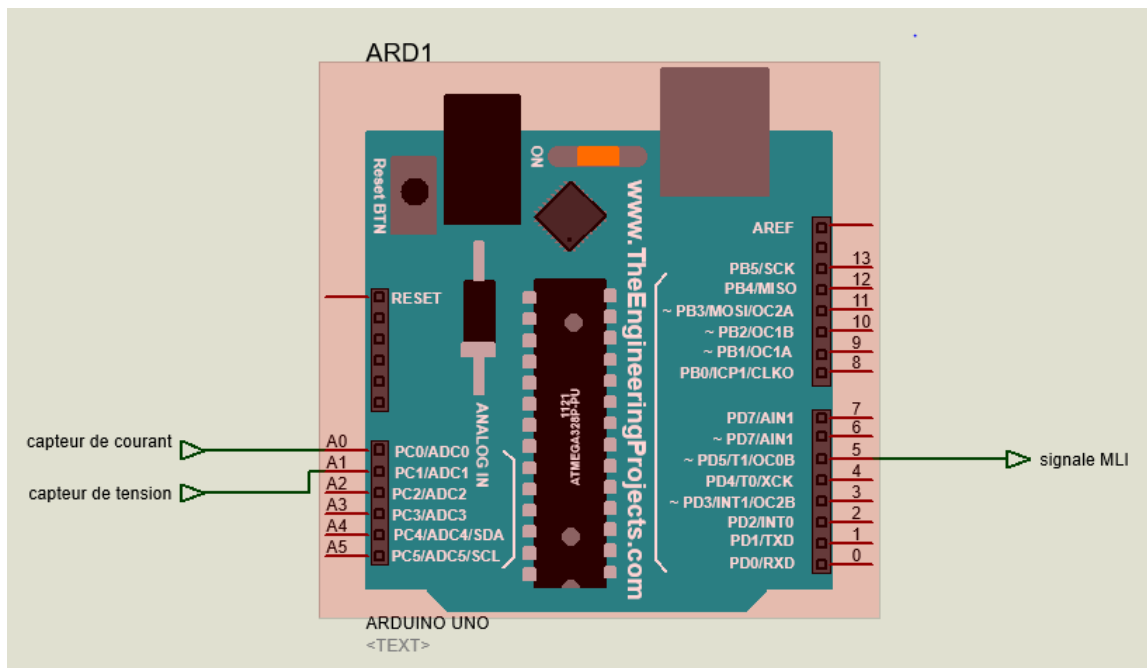 ARD1
Reset BTN
ON
www.TheEngineeringProjects.com
AREF
PB5/SCK 13
PB4/MISO 12
~ PB3/MOSI/OC2A 11
~ PB2/OC1B 10
~ PB1/OC1A 9
PB0/ICP1/CLKO 8
RESET
1121
ATMEGA328P-PU
ANALOG IN
capteur de courant
capteur de tension
A0 PC0/ADC0
A1 PC1/ADC1
A2 PC2/ADC2
A3 PC3/ADC3
A4 PC4/ADC4/SDA
A5 PC5/ADC5/SCL
PD7/AIN1 7
~ PD7/AIN1 6
~ PD5/T1/OC0B 5
PD4/T0/XCK 4
~ PD3/INT1/OC2B 3
PD2/INT0 2
PD1/TXD 1
PD0/RXD 0
signale MLI
ARDUINO UNO
<TEXT>